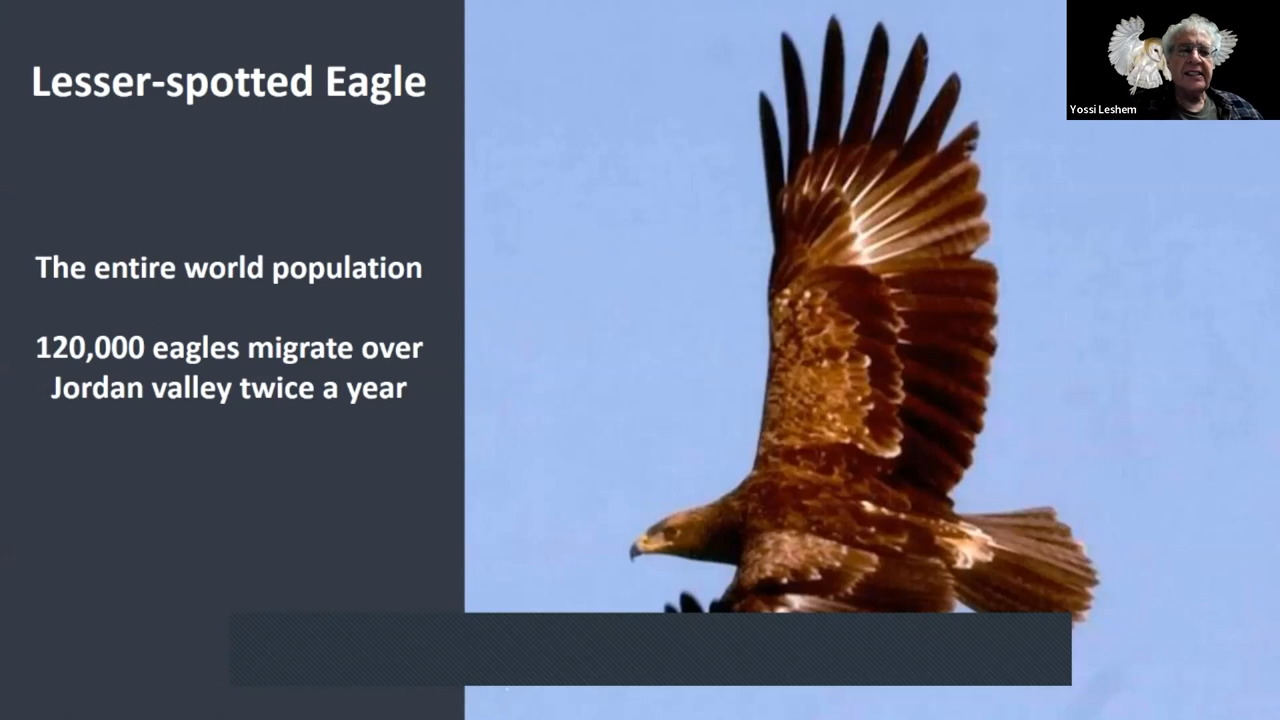 Lesser-spotted Eagle
The entire world population
120,000 eagles migrate over
Jordan valley twice a year
Yossi Leshem